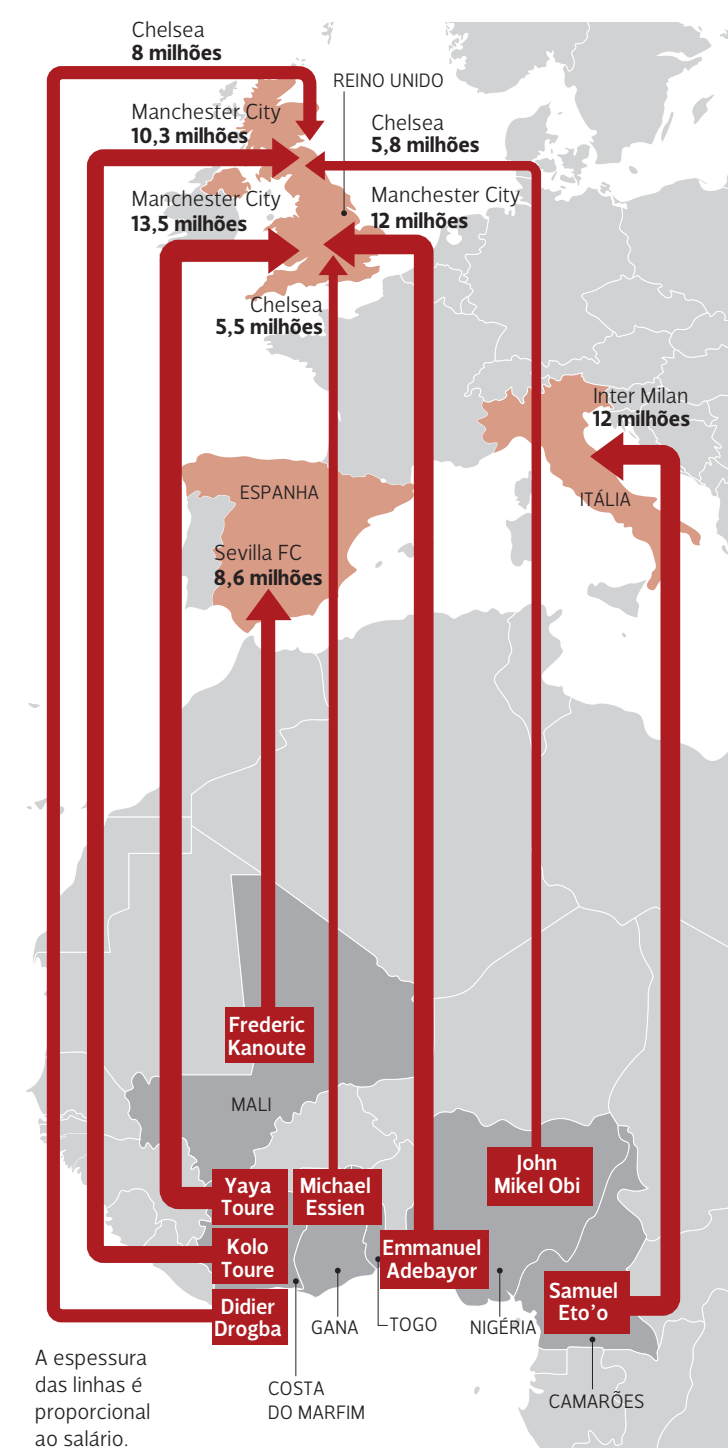 Chelsea
8 milhões
REINO UNIDO
Manchester City
10,3 milhões
Chelsea
5,8 milhões
Manchester City
13,5 milhões
Manchester City
12 milhões
Chelsea
5,5 milhões
Inter Milan
12 milhões
ESPANHA
ITÁLIA
Sevilla FC
8,6 milhões
Frederic
Kanoute
MALI
Yaya
Toure
Michael
Essien
John
Mikel Obi
Kolo
Toure
Emmanuel
Adebayor
Didier
Drogba
Samuel
Eto’o
GANA
TOGO
NIGÉRIA
COSTA
DO MARFIM
CAMARÕES
A espessura
das linhas é
proporcional
ao salário.